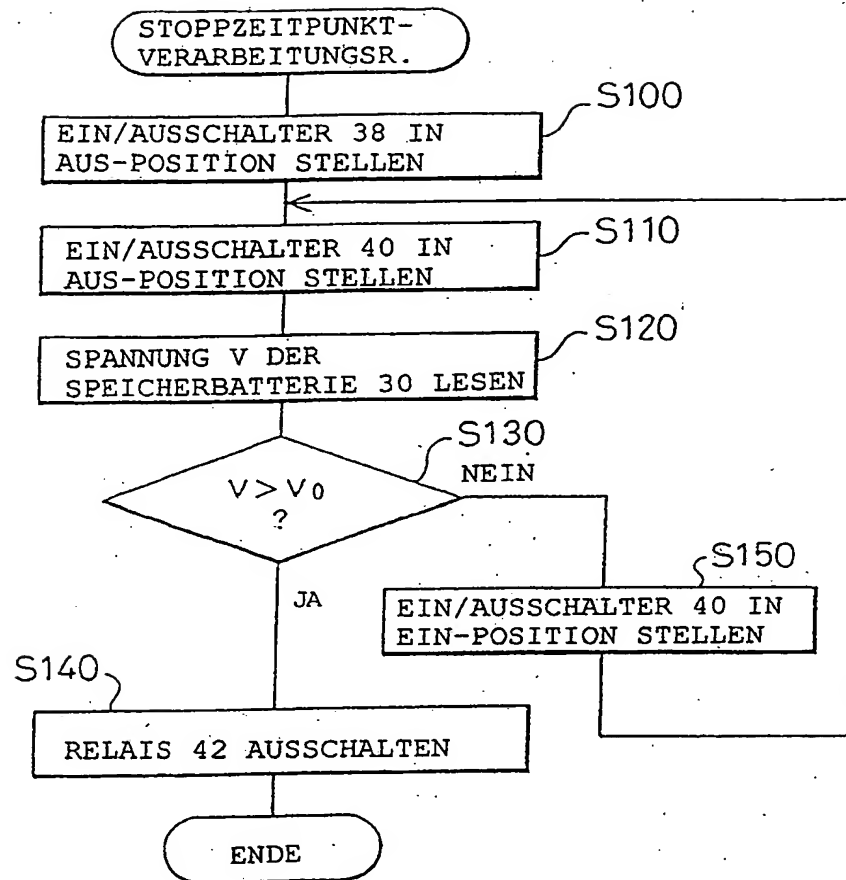 STOPPZEITPUNKT-
VERARBEITUNGSR.
S100
EIN/AUSSCHALTER 38 IN
AUS-POSITION STELLEN
S110
EIN/AUSSCHALTER 40 IN
AUS-POSITION STELLEN
S120
SPANNUNG V DER
SPEICHERBATTERIE 30 LESEN
S130
V > V0
?
NEIN
JA
S150
EIN/AUSSCHALTER 40 IN
EIN-POSITION STELLEN
S140
RELAIS 42 AUSSCHALTEN
ENDE